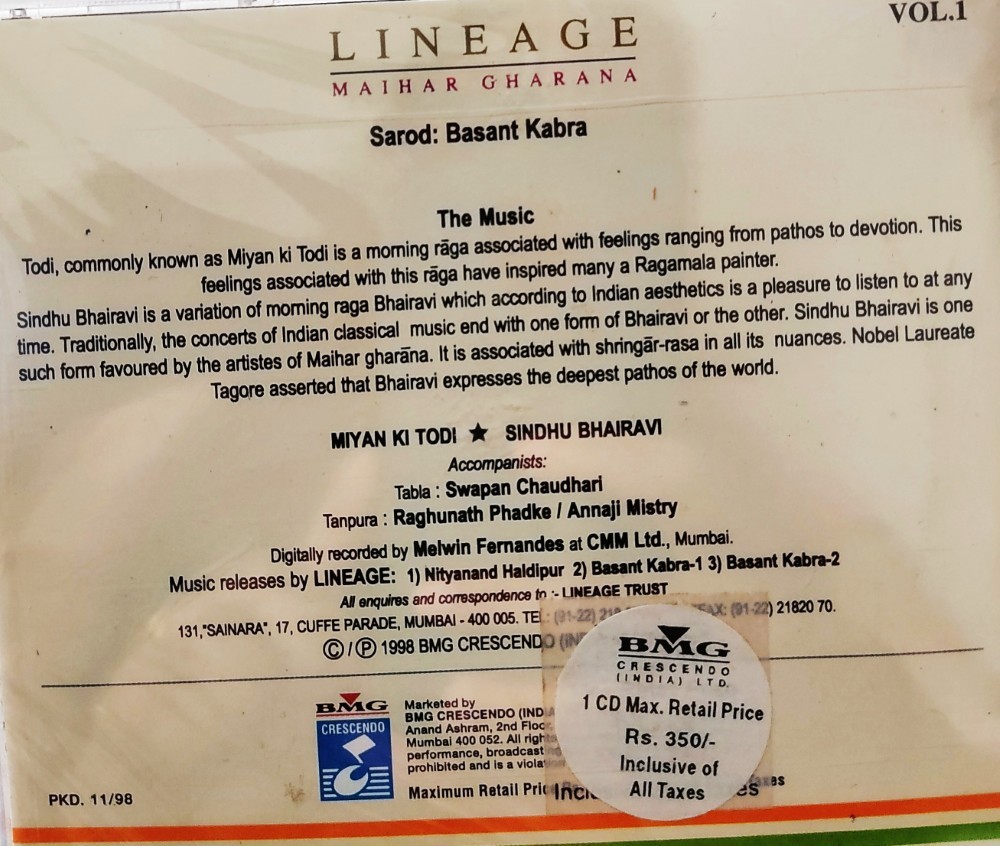 VOL.1
LINEAGE
MAIHAR GHARANA
Sarod: Basant Kabra
The Music
Todi, commonly known as Miyan ki Todi is a morning rāga associated with feelings ranging from pathos to devotion. This
feelings associated with this rāga have inspired many a Ragamala painter.
Sindhu Bhairavi is a variation of morning raga Bhairavi which according to Indian aesthetics is a pleasure to listen to at any
time. Traditionally, the concerts of Indian classical music end with one form of Bhairavi or the other. Sindhu Bhairavi is one
such form favoured by the artistes of Maihar gharāna. It is associated with shringār-rasa in all its nuances. Nobel Laureate
Tagore asserted that Bhairavi expresses the deepest pathos of the world.
MIYAN KI TODI ★ SINDHU BHAIRAVI
Accompanists:
Tabla : Swapan Chaudhari
Tanpura : Raghunath Phadke / Annaji Mistry
Digitally recorded by Melwin Fernandes at CMM Ltd., Mumbai.
Music releases by LINEAGE: 1) Nityanand Haldipur 2) Basant Kabra-1 3) Basant Kabra-2
All enquires and correspondence to :- LINEAGE TRUST
131,"SAINARA", 17, CUFFE PARADE, MUMBAI - 400 005. TEL: (91-22) FAX: (91-22) 21820 70.
© / ℗ 1998 BMG CRESCENDO
BMG
CRESCENDO
Marketed by
BMG CRESCENDO
Anand Ashram, 2nd
Mumbai 400 052. All
performance,
prohibited and is a
Maximum Retail
BMG
CRESCENDO
(INDIA) LTD.
1 CD Max. Retail Price
Rs. 350/-
Inclusive of
All Taxes
PKD. 11/98